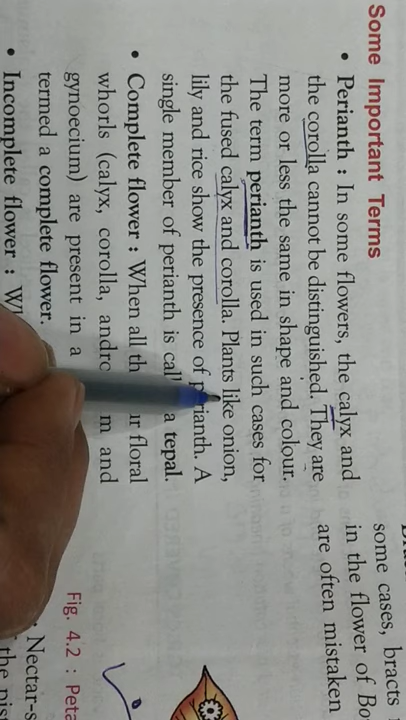 Some Important Terms
• Perianth : In some flowers, the calyx and
the corolla cannot be distinguished. They are
more or less the same in shape and colour.
The term perianth is used in such cases for
the fused calyx and corolla. Plants like onion,
lily and rice show the presence of perianth. A
single member of perianth is a tepal.
• Complete flower : When all floral
whorls (calyx, corolla, and
gynoecium) are present in a
termed a complete flower.
• Incomplete flower :
some cases, bracts
in the flower of
are often mistaken
Fig. 4.2 :